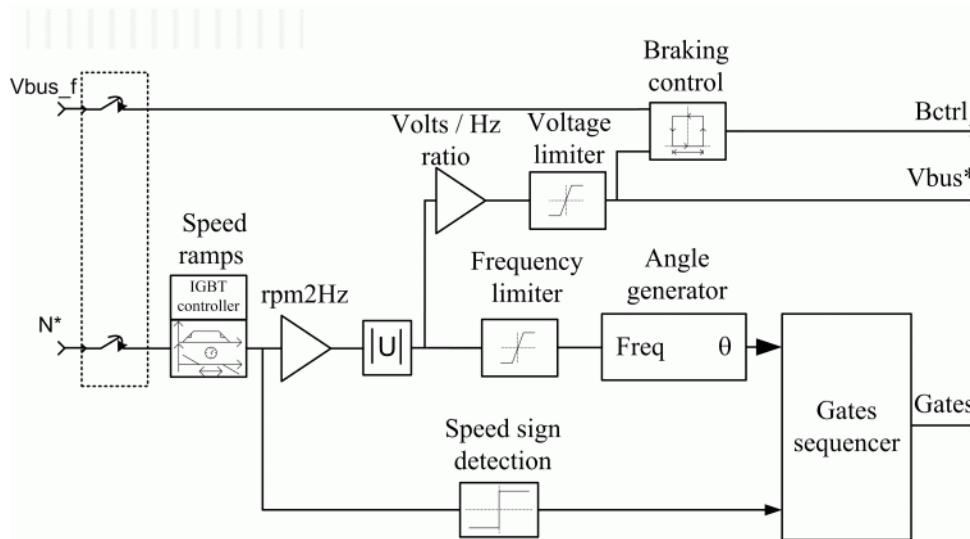 Vbus_f
Braking
control
Bctrl
Volts / Hz
ratio
Voltage
limiter
Vbus*
Speed
ramps
IGBT
controller
rpm2Hz
Frequency
limiter
Angle
generator
N*
|U|
Freq θ
Gates
sequencer
Gates
Speed sign
detection